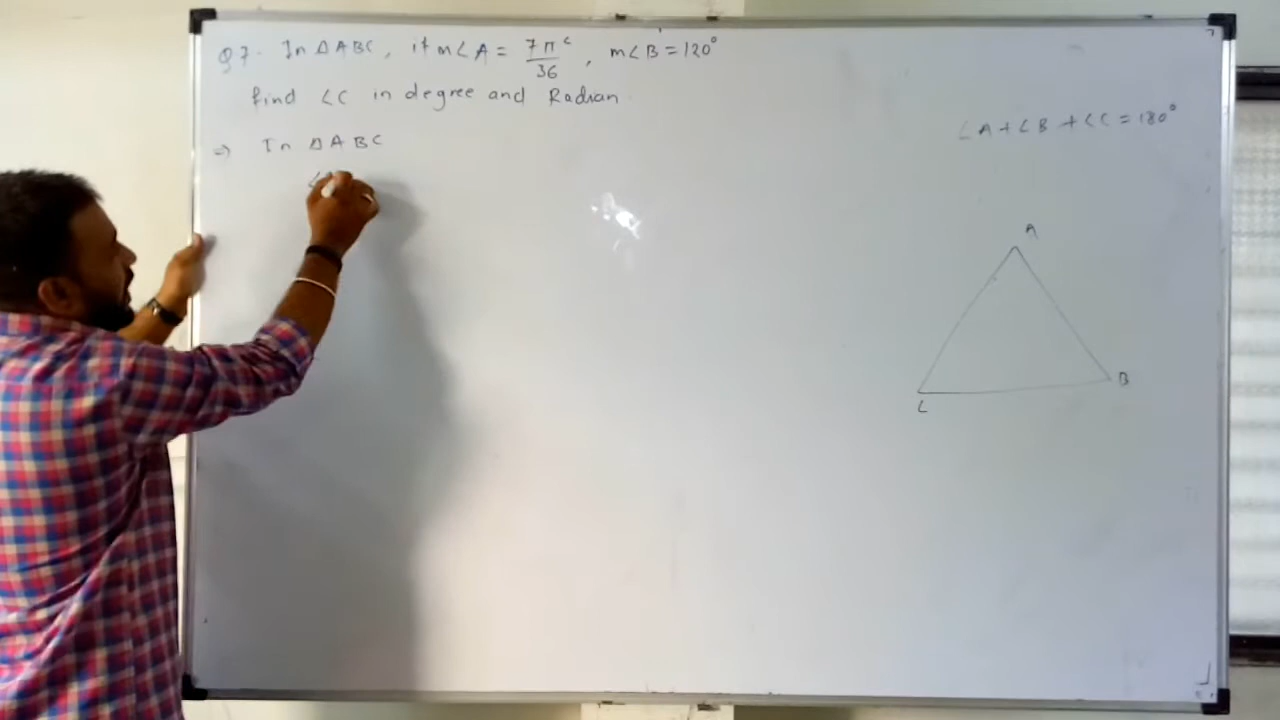 Q7. In ΔABC, if m∠A = 7π^c/36, m∠B = 120°
find ∠C in degree and Radian.
⇒ In ΔABC
∠
∠A + ∠B + ∠C = 180°
A
B
C